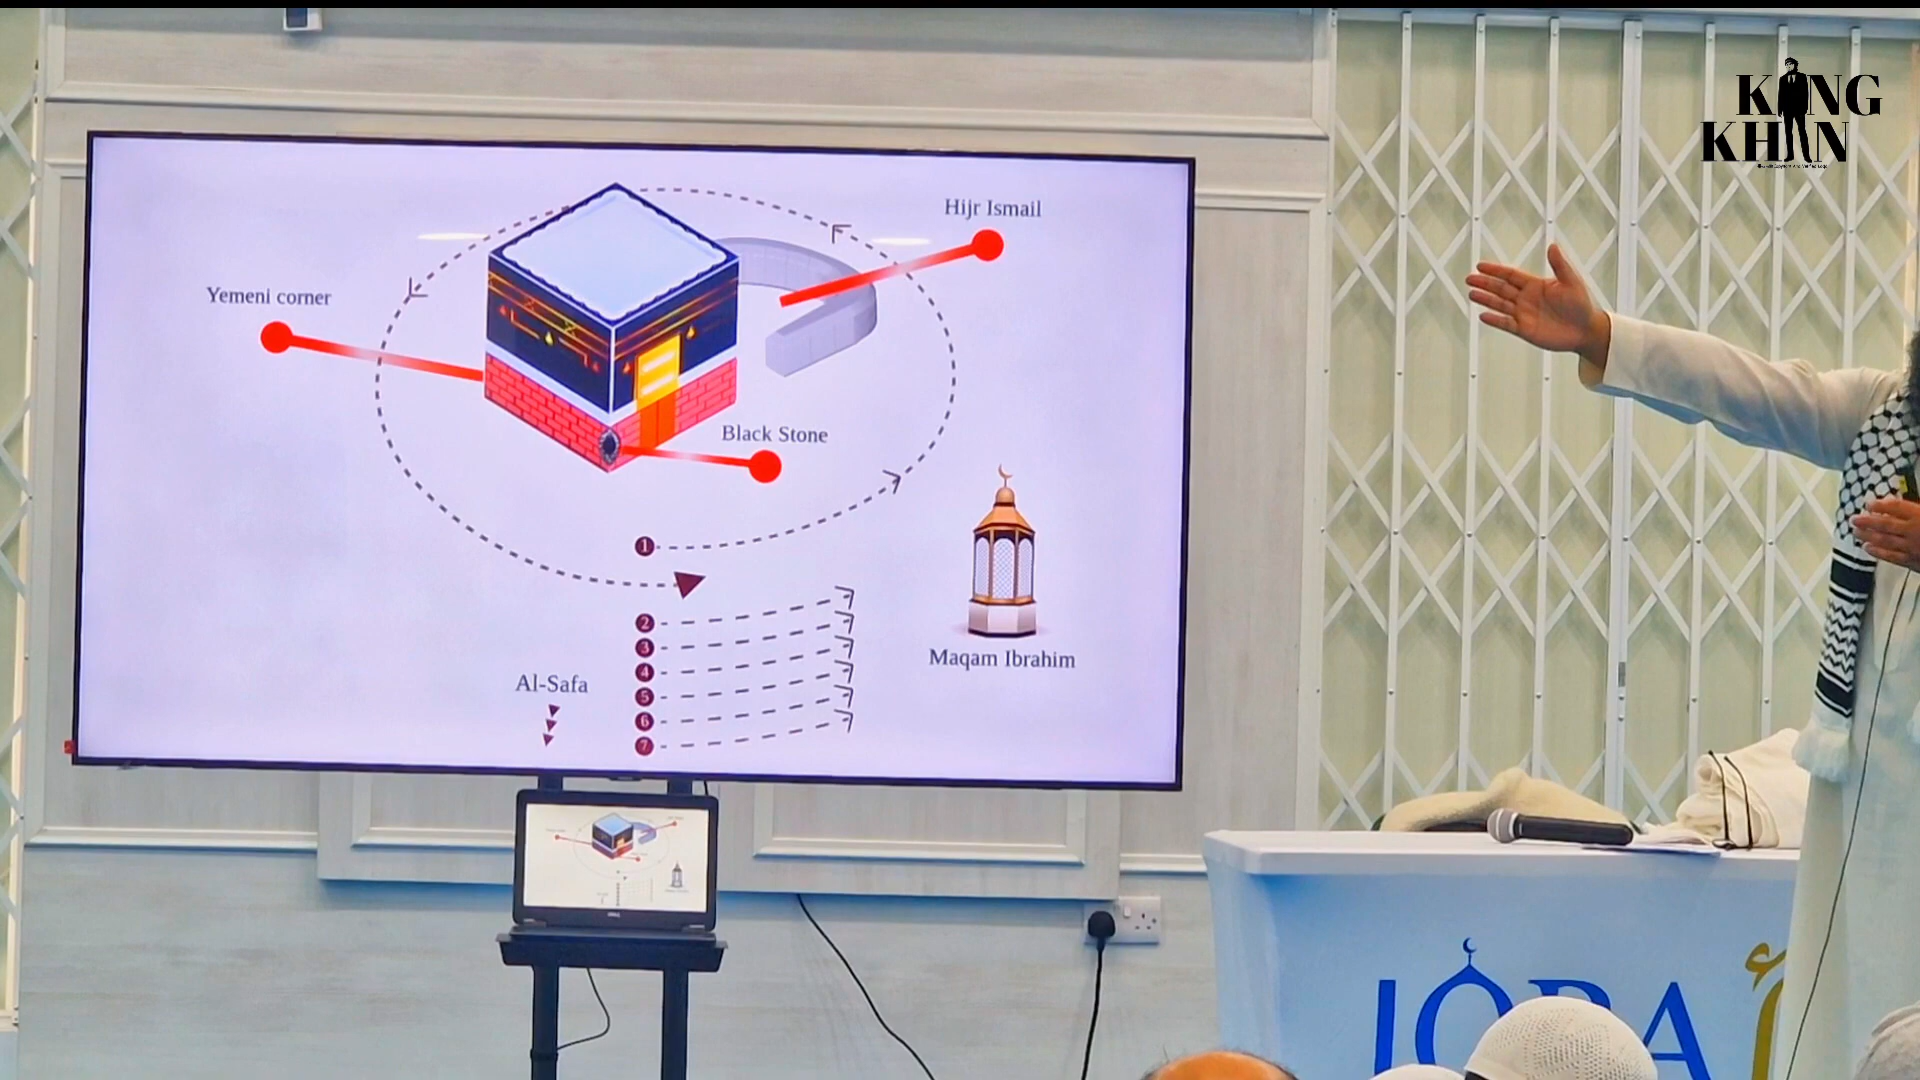 KING
KHAN
Hijr Ismail
Yemeni corner
Black Stone
1
2
3
4
5
6
7
Al-Safa
Maqam Ibrahim
IQRA